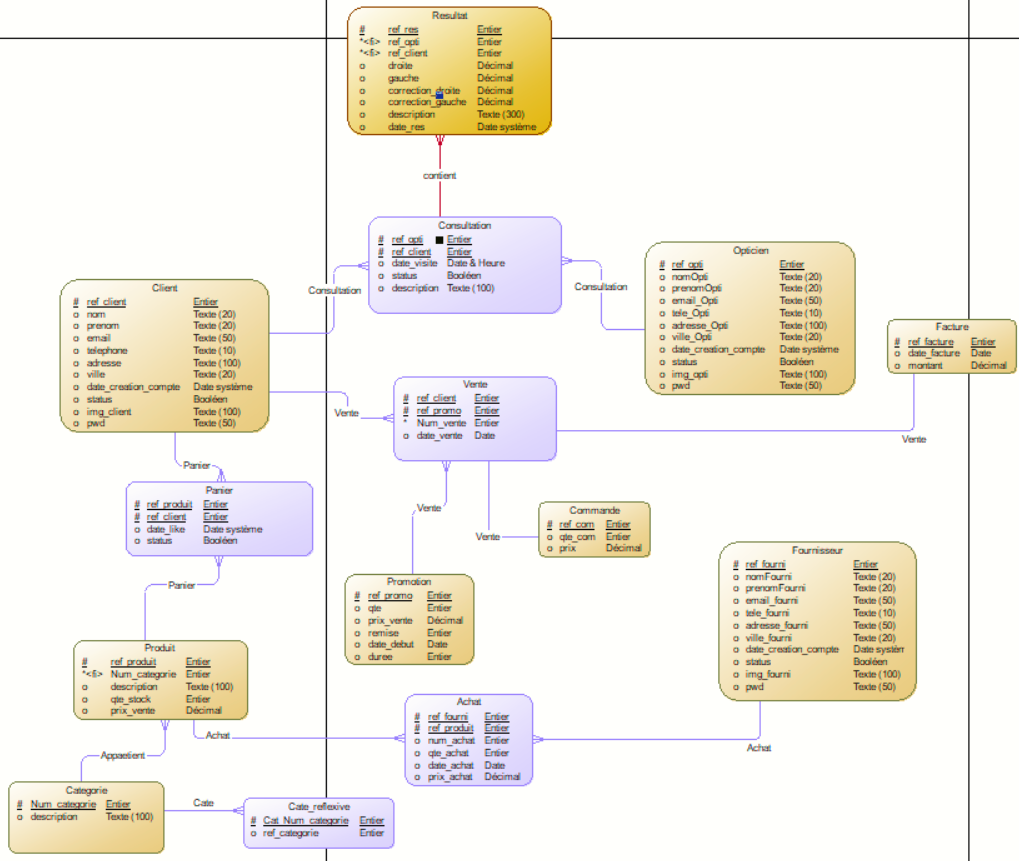 Resultat
# ref_res Entier
*<fi> ref_opti Entier
*<fi> ref_client Entier
o droite Décimal
o gauche Décimal
o correction_droite Décimal
o correction_gauche Décimal
o description Texte (300)
o date_res Date système
contient
Consultation
# ref_opti Entier
# ref_client Entier
o date_visite Date & Heure
o status Booléen
o description Texte (100)
Consultation
Consultation
Opticien
# ref_opti Entier
o nomOpti Texte (20)
o prenomOpti Texte (20)
o email_Opti Texte (50)
o tele_Opti Texte (10)
o adresse_Opti Texte (100)
o ville_Opti Texte (20)
o date_creation_compte Date système
o status Booléen
o img_opti Texte (100)
o pwd Texte (50)
Client
# ref_client Entier
o nom Texte (20)
o prenom Texte (20)
o email Texte (50)
o telephone Texte (10)
o adresse Texte (100)
o ville Texte (20)
o date_creation_compte Date système
o status Booléen
o img_client Texte (100)
o pwd Texte (50)
Facture
# ref_facture Entier
o date_facture Date
o montant Décimal
Vente
# ref_client Entier
# ref_promo Entier
* Num_vente Entier
o date_vente Date
Vente
Vente
Panier
Panier
# ref_produit Entier
# ref_client Entier
o date_like Date système
o status Booléen
Vente
Vente
Commande
# ref_com Entier
o qte_com Entier
o prix Décimal
Panier
Promotion
# ref_promo Entier
o qte Entier
o prix_vente Décimal
o remise Entier
o date_debut Date
o duree Entier
Fournisseur
# ref_fourni Entier
o nomFourni Texte (20)
o prenomFourni Texte (20)
o email_fourni Texte (50)
o tele_fourni Texte (10)
o adresse_fourni Texte (50)
o ville_fourni Texte (20)
o date_creation_compte Date systèm
o status Booléen
o img_fourni Texte (100)
o pwd Texte (50)
Produit
# ref_produit Entier
*<fi> Num_categorie Entier
o description Texte (100)
o qte_stock Entier
o prix_vente Décimal
Achat
Achat
# ref_fourni Entier
# ref_produit Entier
o num_achat Entier
o qte_achat Entier
o date_achat Date
o prix_achat Décimal
Achat
Appaetient
Categorie
# Num_categorie Entier
o description Texte (100)
Cate
Cate_reflexive
# Cat_Num_categorie Entier
o ref_categorie Entier